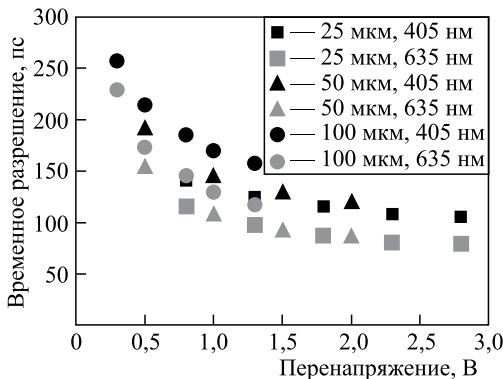 Временное разрешение, пс
300
250
200
150
100
50
0
0,5
1,0
1,5
2,0
2,5
3,0
Перенапряжение, В
— 25 мкм, 405 нм
— 25 мкм, 635 нм
— 50 мкм, 405 нм
— 50 мкм, 635 нм
— 100 мкм, 405 нм
— 100 мкм, 635 нм